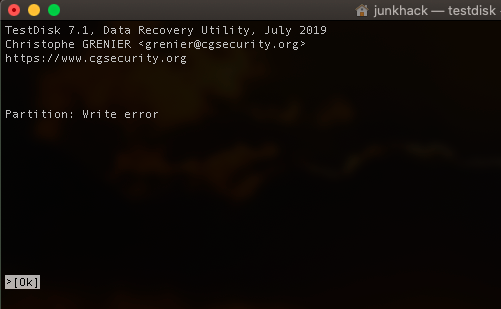 junkhack — testdisk
TestDisk 7.1, Data Recovery Utility, July 2019
Christophe GRENIER <grenier@cgsecurity.org>
https://www.cgsecurity.org
Partition: Write error
>[Ok]